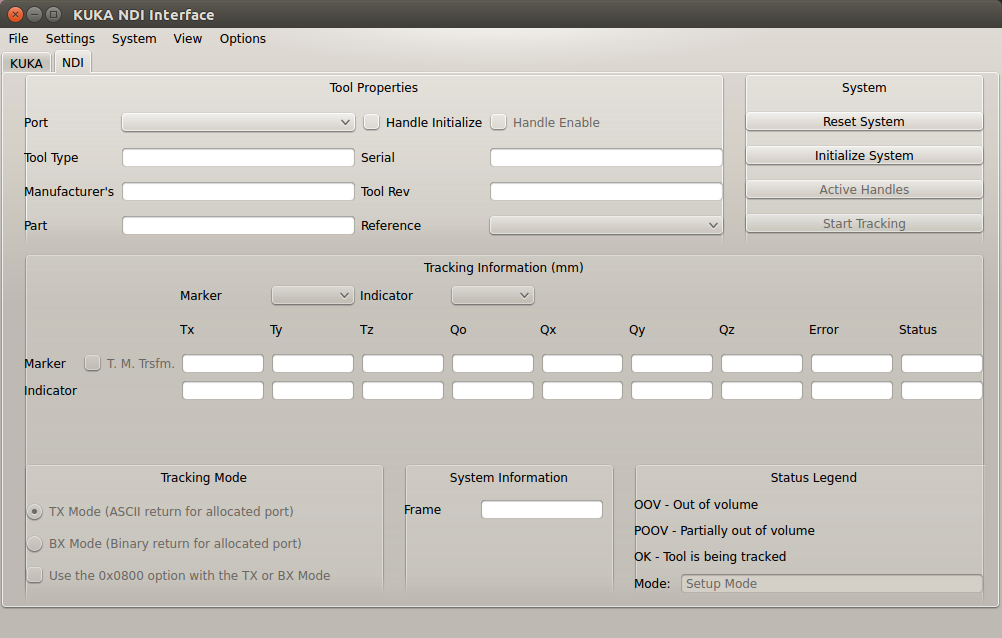 KUKA NDI Interface
File Settings System View Options
KUKA NDI
Tool Properties
Port Handle Initialize Handle Enable
Tool Type Serial
Manufacturer's Tool Rev
Part Reference
System
Reset System
Initialize System
Active Handles
Start Tracking
Tracking Information (mm)
Marker Indicator
Tx Ty Tz Qo Qx Qy Qz Error Status
Marker T. M. Trsfm.
Indicator
Tracking Mode
TX Mode (ASCII return for allocated port)
BX Mode (Binary return for allocated port)
Use the 0x0800 option with the TX or BX Mode
System Information
Frame
Status Legend
OOV - Out of volume
POOV - Partially out of volume
OK - Tool is being tracked
Mode: Setup Mode